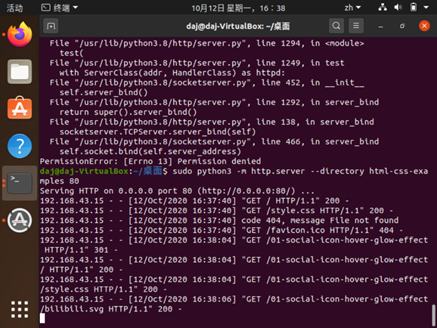 活动
终端
10月12日 星期一, 16：38
zh
daj@daj-VirtualBox: ~/桌面
File "/usr/lib/python3.8/http/server.py", line 1294, in <module>
test(
File "/usr/lib/python3.8/http/server.py", line 1249, in test
with ServerClass(addr, HandlerClass) as httpd:
File "/usr/lib/python3.8/socketserver.py", line 452, in __init__
self.server_bind()
File "/usr/lib/python3.8/http/server.py", line 1292, in server_bind
return super().server_bind()
File "/usr/lib/python3.8/http/server.py", line 138, in server_bind
socketserver.TCPServer.server_bind(self)
File "/usr/lib/python3.8/socketserver.py", line 466, in server_bind
self.socket.bind(self.server_address)
PermissionError: [Errno 13] Permission denied
daj@daj-VirtualBox:~/桌面$ sudo python3 -m http.server --directory html-css-exa
mples 80
Serving HTTP on 0.0.0.0 port 80 (http://0.0.0.0:80/) ...
192.168.43.15 - - [12/Oct/2020 16:37:40] "GET / HTTP/1.1" 200 -
192.168.43.15 - - [12/Oct/2020 16:37:40] "GET /style.css HTTP/1.1" 200 -
192.168.43.15 - - [12/Oct/2020 16:37:40] code 404, message File not found
192.168.43.15 - - [12/Oct/2020 16:37:40] "GET /favicon.ico HTTP/1.1" 404 -
192.168.43.15 - - [12/Oct/2020 16:38:04] "GET /01-social-icon-hover-glow-effect
HTTP/1.1" 301 -
192.168.43.15 - - [12/Oct/2020 16:38:04] "GET /01-social-icon-hover-glow-effect
/ HTTP/1.1" 200 -
192.168.43.15 - - [12/Oct/2020 16:38:04] "GET /01-social-icon-hover-glow-effect
/style.css HTTP/1.1" 200 -
192.168.43.15 - - [12/Oct/2020 16:38:06] "GET /01-social-icon-hover-glow-effect
/bilibili.svg HTTP/1.1" 200 -